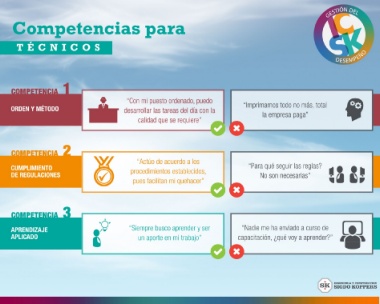 Competencias para
TÉCNICOS
GESTIÓN DEL
CSK
DESEMPEÑO
COMPETENCIA 1
ORDEN Y MÉTODO
"Con mi puesto ordenado, puedo
desarrollar las tareas del día con la
calidad que se requiere"
"Imprimamos todo no más, total
la empresa paga"
COMPETENCIA 2
CUMPLIMIENTO
DE REGULACIONES
"Actúo de acuerdo a los
procedimientos establecidos,
pues facilitan mi quehacer"
"Para qué seguir las reglas?
No son necesarias"
COMPETENCIA 3
APRENDIZAJE
APLICADO
"Siempre busco aprender y ser
un aporte en mi trabajo"
"Nadie me ha enviado a curso de
capacitación, ¿qué voy a aprender?"
SK
INGENIERÍA Y CONSTRUCCIÓN